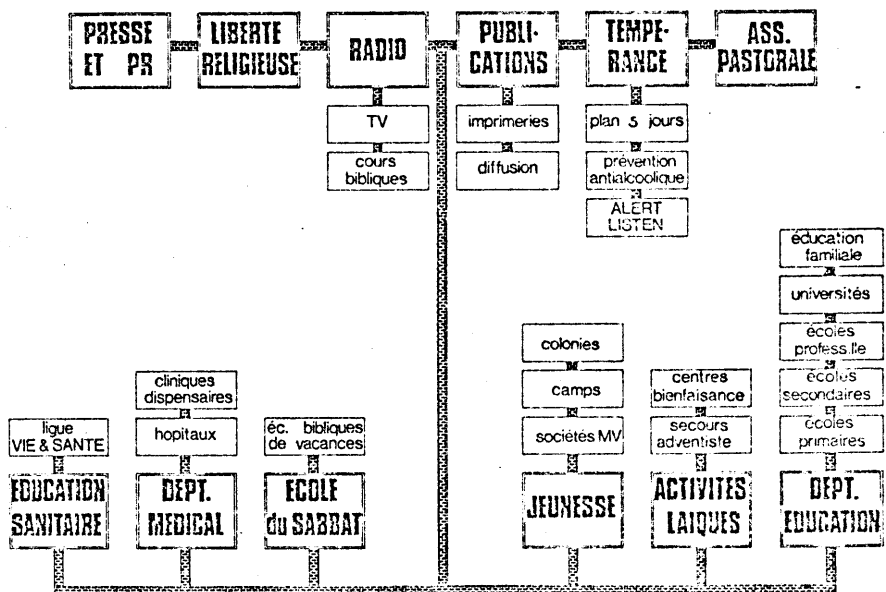 PRESSE
ET PR
LIBERTE
RELIGIEUSE
RADIO
PUBLI-
CATIONS
TEMPE-
RANCE
ASS.
PASTORALE
TV
cours
bibliques
imprimeries
diffusion
plan 5 jours
prévention
antialcoolique
ALERT
LISTEN
éducation
familiale
universités
écoles
profess.lle
écoles
secondaires
écoles
primaires
colonies
camps
sociétés MV
centres
bienfaisance
secours
adventiste
cliniques
dispensaires
hopitaux
ligue
VIE & SANTE
éc. bibliques
de vacances
EDUCATION
SANITAIRE
DEPT.
MEDICAL
ECOLE
du SABBAT
JEUNESSE
ACTIVITES
LAIQUES
DEPT.
EDUCATION